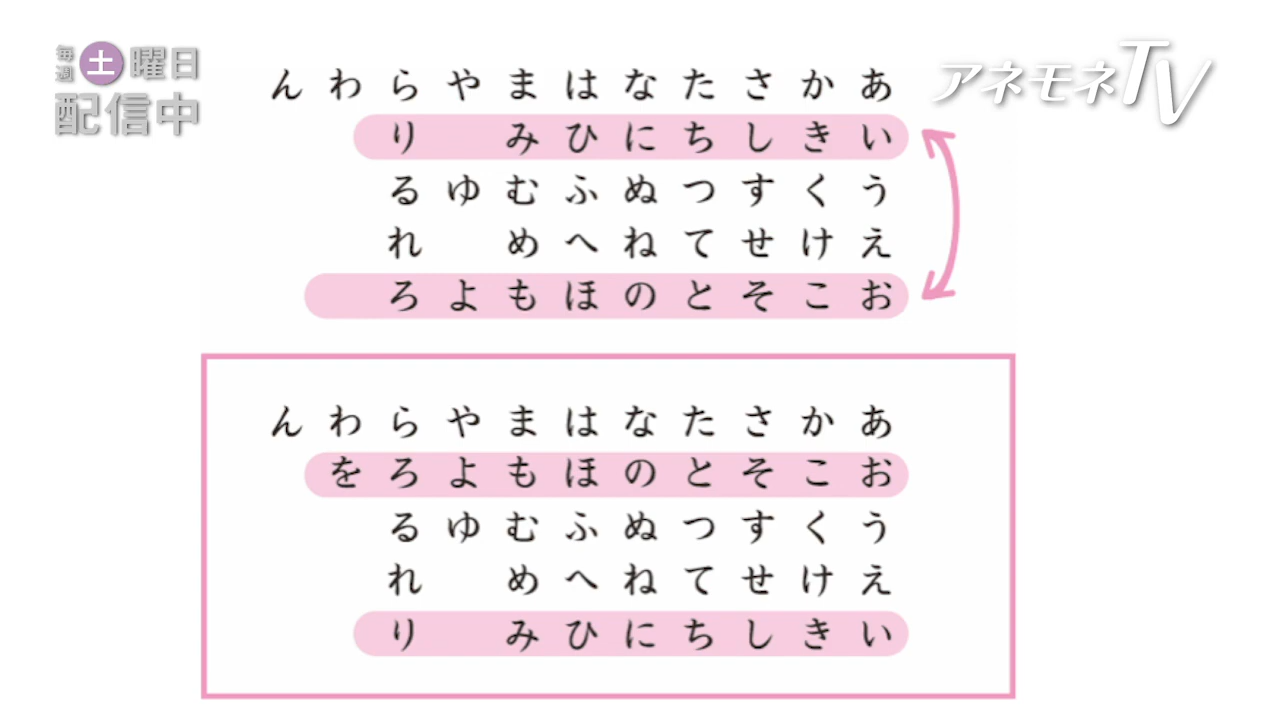 毎週
土曜日
配信中
アネモネTV
ん わ ら や ま は な た さ か あ
り み ひ に ち し き い
る ゆ む ふ ぬ つ す く う
れ め へ ね て せ け え
ろ よ も ほ の と そ こ お
ん わ ら や ま は な た さ か あ
を ろ よ も ほ の と そ こ お
る ゆ む ふ ぬ つ す く う
れ め へ ね て せ け え
り み ひ に ち し き い